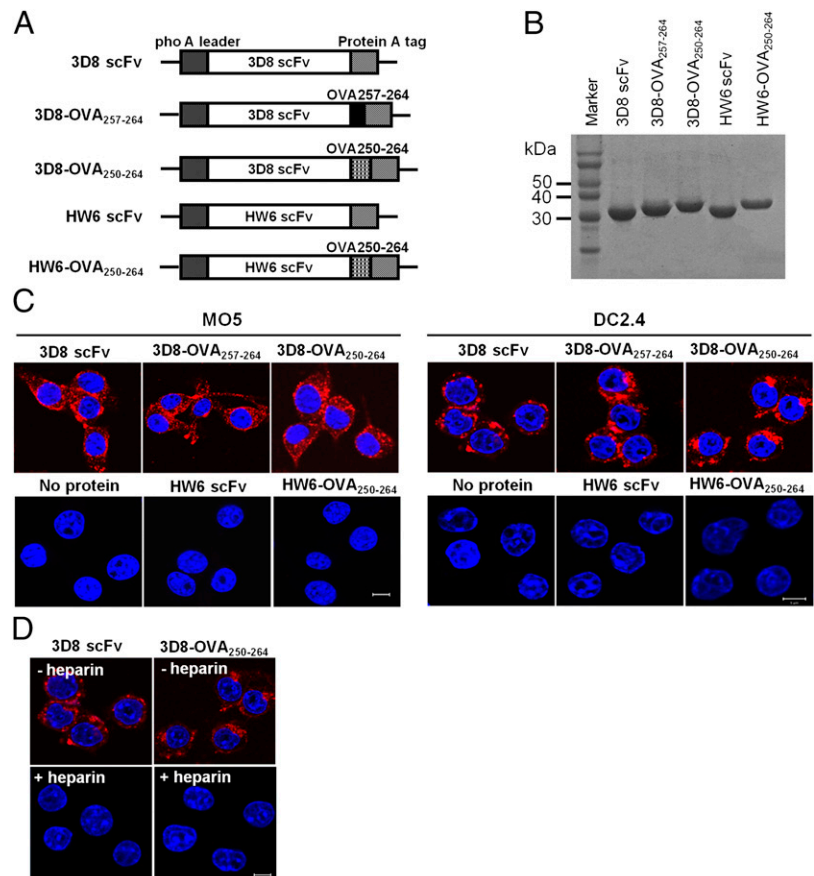 A
pho A leader Protein A tag
3D8 scFv 3D8 scFv
OVA257-264
3D8-OVA257-264 3D8 scFv
OVA250-264
3D8-OVA250-264 3D8 scFv
HW6 scFv HW6 scFv
OVA250-264
HW6-OVA250-264 HW6 scFv
B
Marker
3D8 scFv
3D8-OVA257-264
3D8-OVA250-264
HW6 scFv
HW6-OVA250-264
kDa
50
40
30
C
MO5
3D8 scFv 3D8-OVA257-264 3D8-OVA250-264
No protein HW6 scFv HW6-OVA250-264
DC2.4
3D8 scFv 3D8-OVA257-264 3D8-OVA250-264
No protein HW6 scFv HW6-OVA250-264
D
3D8 scFv 3D8-OVA250-264
- heparin - heparin
+ heparin + heparin